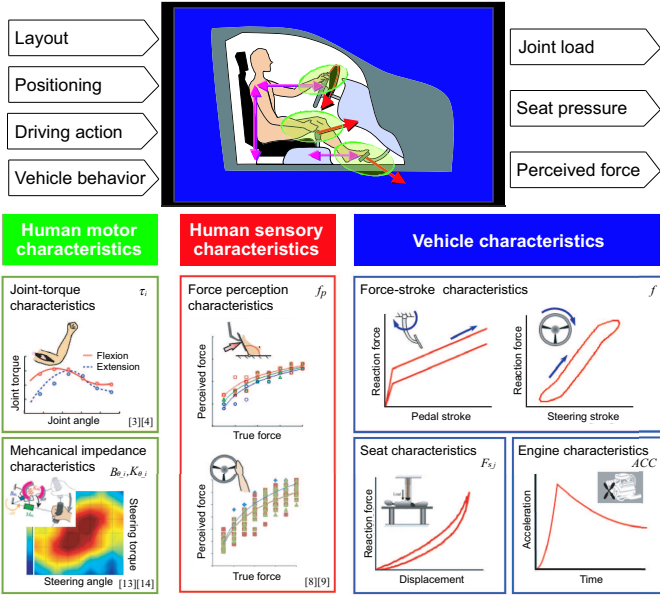 Layout
Positioning
Driving action
Vehicle behavior
Joint load
Seat pressure
Perceived force
Human motor
characteristics
Human sensory
characteristics
Vehicle characteristics
Joint-torque
characteristics
τi
Flexion
Extension
Joint torque
Joint angle
[3][4]
Mehcanical impedance
characteristics
Bθ_i,Kθ_i
Steering torque
Steering angle
[13][14]
Force perception
characteristics
fp
Perceived force
True force
Perceived force
True force
[8][9]
Force-stroke characteristics
f
Reaction force
Pedal stroke
Reaction force
Steering stroke
Seat characteristics
Fs,j
Reaction force
Displacement
Engine characteristics
ACC
Acceleration
Time